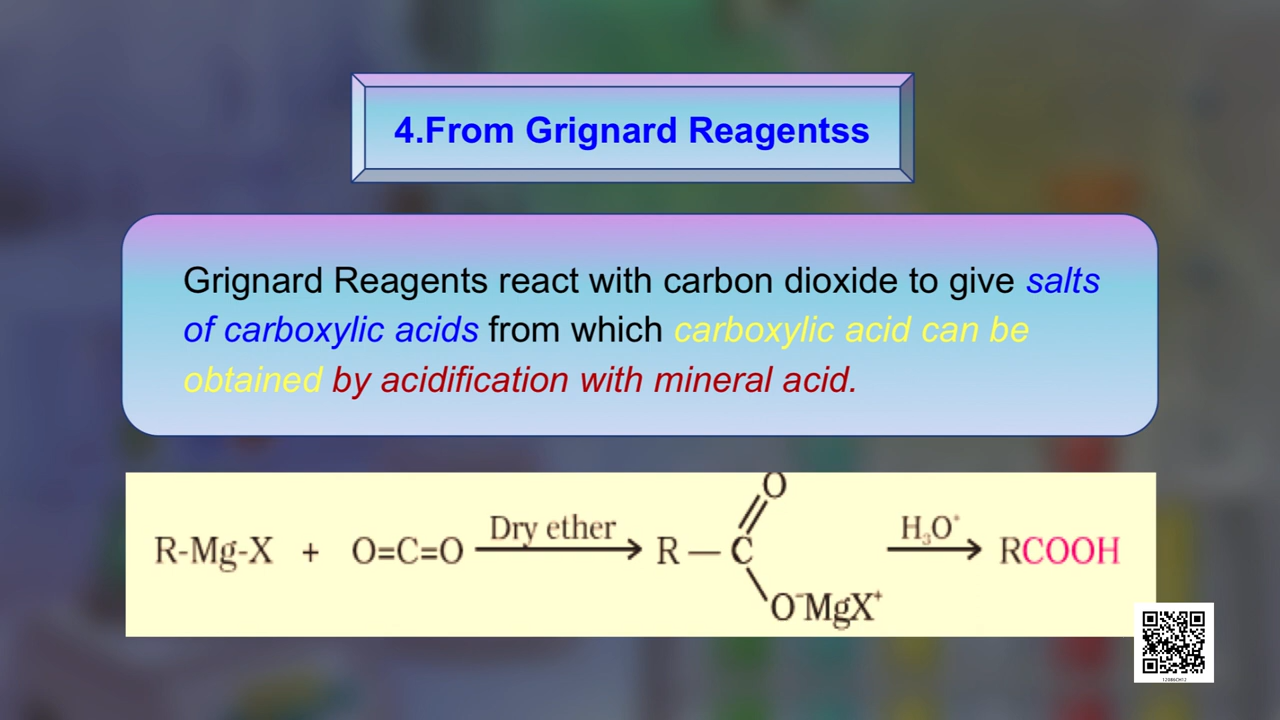 4.From Grignard Reagentss
Grignard Reagents react with carbon dioxide to give salts
of carboxylic acids from which carboxylic acid can be
obtained by acidification with mineral acid.
O
R-Mg-X + O=C=O Dry ether R — C H₃O⁺ RCOOH
O⁻MgX⁺